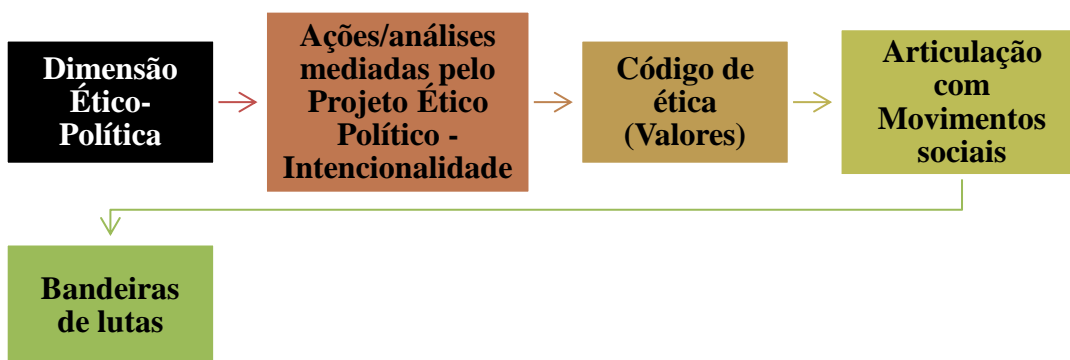 Dimensão
Ético-
Política
Ações/análises
mediadas pelo
Projeto Ético
Político -
Intencionalidade
Código de
ética
(Valores)
Articulação
com
Movimentos
sociais
Bandeiras
de lutas